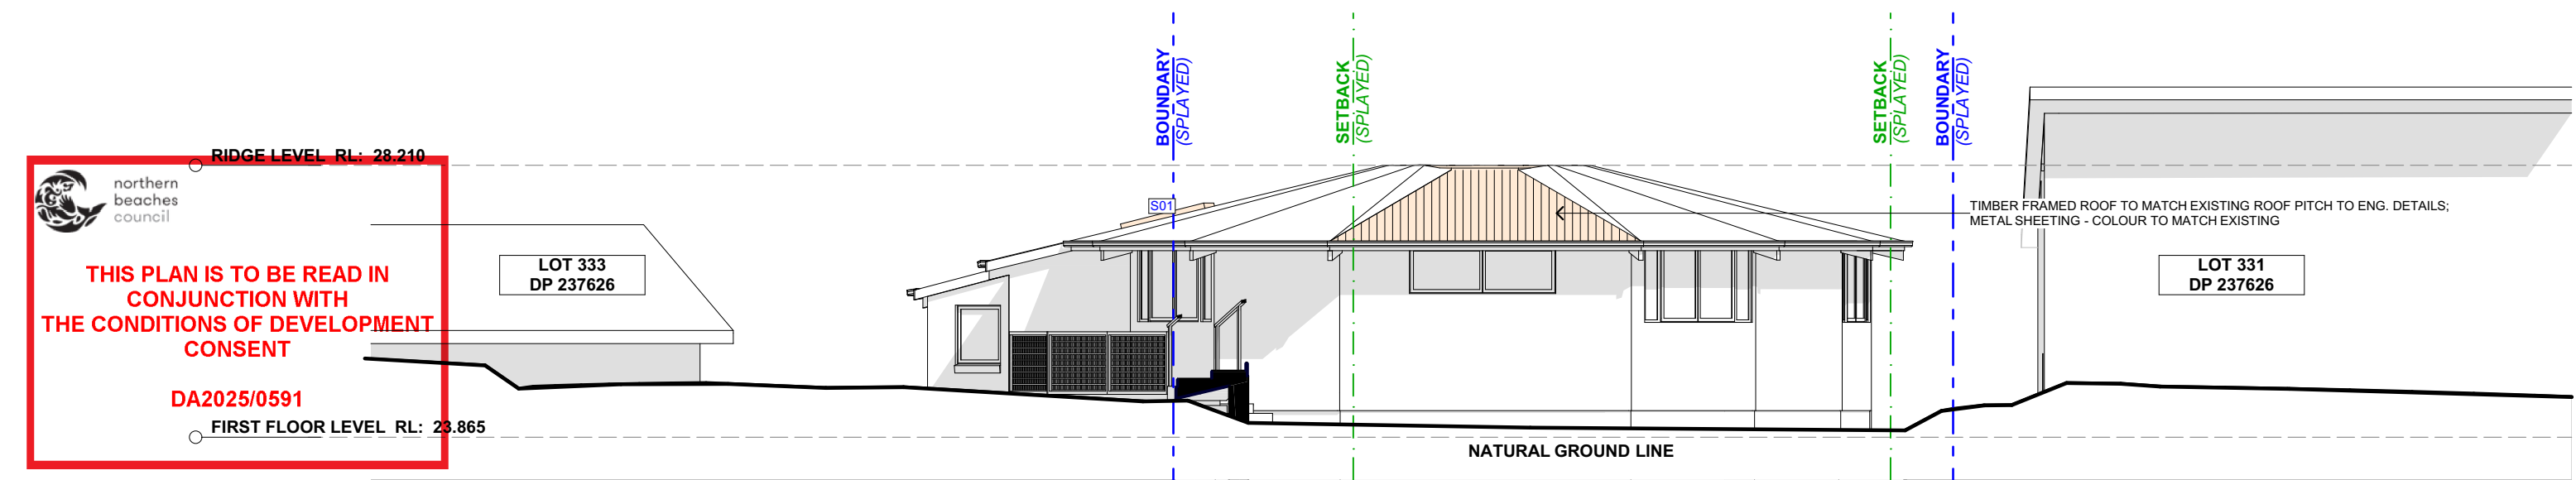 BOUNDARY
(SPLAYED)
SETBACK
(SPLAYED)
SETBACK
(SPLAYED)
BOUNDARY
(SPLAYED)
RIDGE LEVEL RL: 28.210
northern
beaches
council
S01
TIMBER FRAMED ROOF TO MATCH EXISTING ROOF PITCH TO ENG. DETAILS;
METAL SHEETING - COLOUR TO MATCH EXISTING
LOT 333
DP 237626
LOT 331
DP 237626
THIS PLAN IS TO BE READ IN
CONJUNCTION WITH
THE CONDITIONS OF DEVELOPMENT
CONSENT
DA2025/0591
FIRST FLOOR LEVEL RL: 23.865
NATURAL GROUND LINE